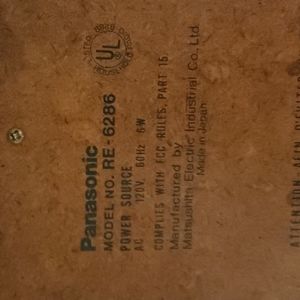 Panasonic
MODEL NO. RE-6286
POWER SOURCE
AC 120V 60Hz 6W
COMPLIES WITH FCC RULES, PART 15
Manufactured by
Matsushita Electric Industrial Co., Ltd.
Made in Japan
UL